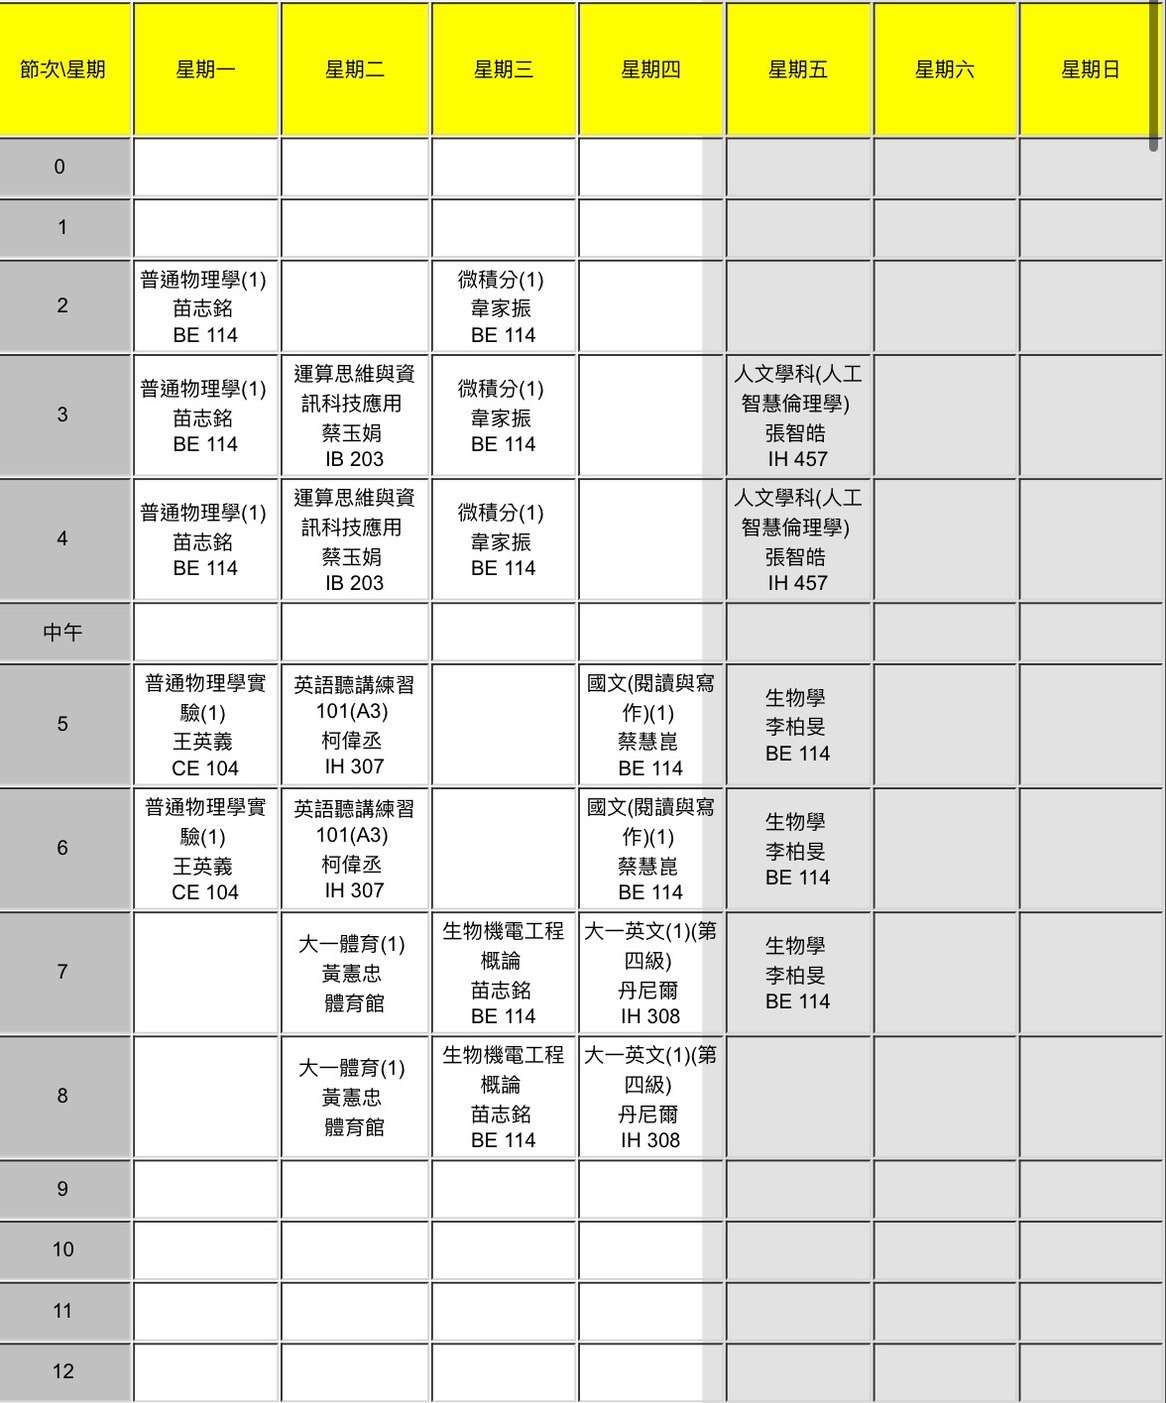 節次\星期 星期一 星期二 星期三 星期四 星期五 星期六 星期日
0
1
2
普通物理學(1)
苗志銘
BE 114
微積分(1)
韋家振
BE 114
3
普通物理學(1)
苗志銘
BE 114
運算思維與資
訊科技應用
蔡玉娟
IB 203
微積分(1)
韋家振
BE 114
人文學科(人工
智慧倫理學)
張智皓
IH 457
4
普通物理學(1)
苗志銘
BE 114
運算思維與資
訊科技應用
蔡玉娟
IB 203
微積分(1)
韋家振
BE 114
人文學科(人工
智慧倫理學)
張智皓
IH 457
中午
5
普通物理學實
驗(1)
王英義
CE 104
英語聽講練習
101(A3)
柯偉丞
IH 307
國文(閱讀與寫
作)(1)
蔡慧崑
BE 114
生物學
李柏旻
BE 114
6
普通物理學實
驗(1)
王英義
CE 104
英語聽講練習
101(A3)
柯偉丞
IH 307
國文(閱讀與寫
作)(1)
蔡慧崑
BE 114
生物學
李柏旻
BE 114
7
大一體育(1)
黃憲忠
體育館
生物機電工程
概論
苗志銘
BE 114
大一英文(1)(第
四級)
丹尼爾
IH 308
生物學
李柏旻
BE 114
8
大一體育(1)
黃憲忠
體育館
生物機電工程
概論
苗志銘
BE 114
大一英文(1)(第
四級)
丹尼爾
IH 308
9
10
11
12